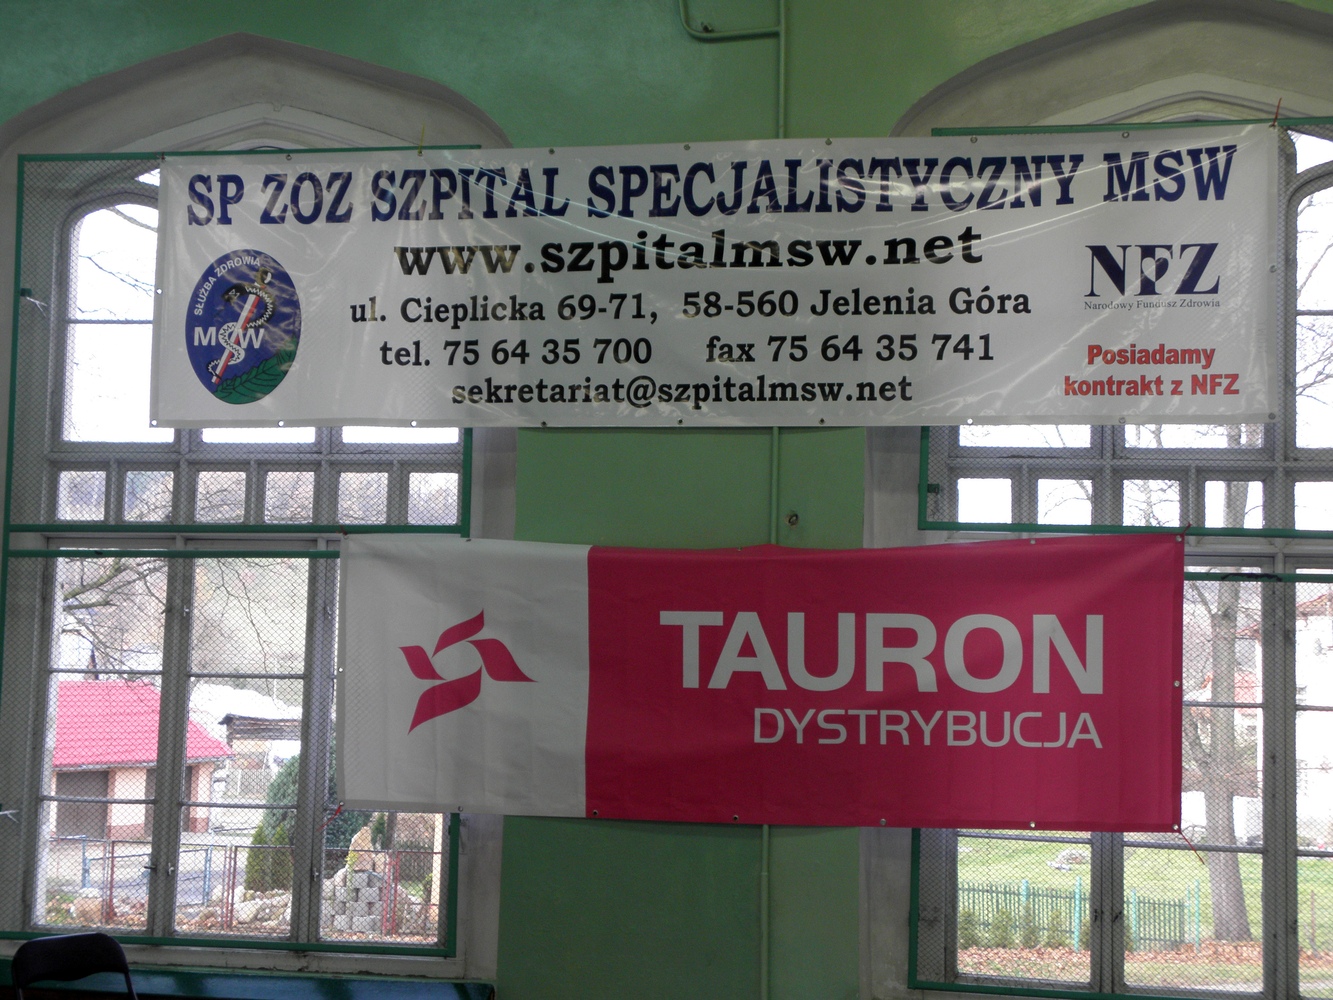 SP ZOZ SZPITAL SPECJALISTYCZNY MSW
www.szpitalmsw.net
SŁUŻBA ZDROWIA
MSW
ul. Cieplicka 69-71, 58-560 Jelenia Góra
tel. 75 64 35 700 fax 75 64 35 741
sekretariat@szpitalmsw.net
NFZ
Narodowy Fundusz Zdrowia
Posiadamy
kontrakt z NFZ
TAURON
DYSTRYBUCJA